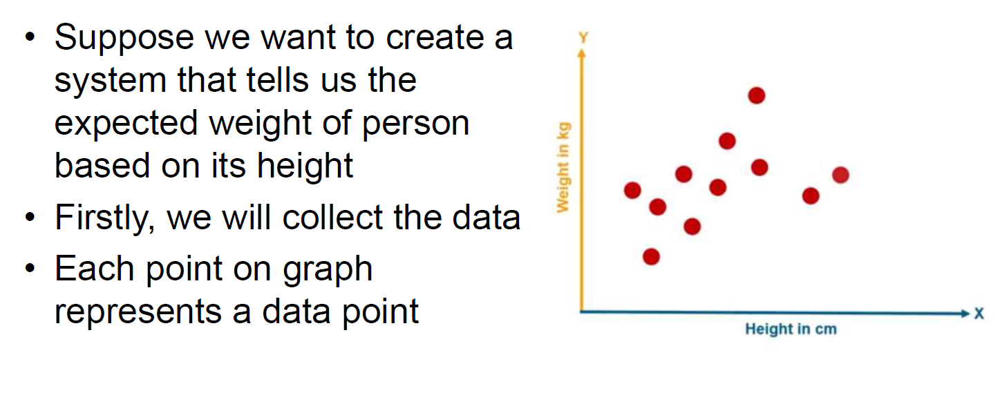 • Suppose we want to create a
system that tells us the
expected weight of person
based on its height
• Firstly, we will collect the data
• Each point on graph
represents a data point
Y
Weight in kg
X
Height in cm